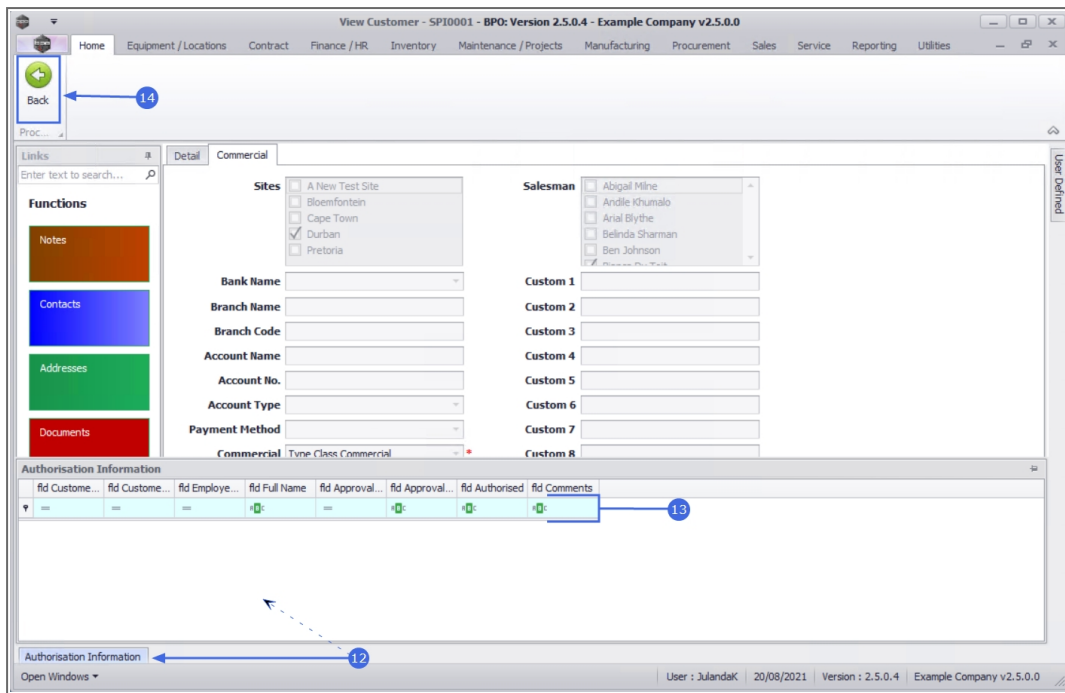 View Customer - SPI0001 - BPO: Version 2.5.0.4 - Example Company v2.5.0.0
Home Equipment / Locations Contract Finance / HR Inventory Maintenance / Projects Manufacturing Procurement Sales Service Reporting Utilities
Back
14
Proc...
Links
Enter text to search...
Functions
Notes
Contacts
Addresses
Documents
Detail Commercial
User Defined
Sites
A New Test Site
Bloemfontein
Cape Town
Durban
Pretoria
Salesman
Abigail Milne
Andile Khumalo
Arial Blythe
Belinda Sharman
Ben Johnson
Bianca Du Toit
Bank Name Custom 1
Branch Name Custom 2
Branch Code Custom 3
Account Name Custom 4
Account No. Custom 5
Account Type Custom 6
Payment Method Custom 7
Commercial Type Class Commercial * Custom 8
Authorisation Information
fld Custome... fld Custome... fld Employe... fld Full Name fld Approval... fld Approval... fld Authorised fld Comments
= = = ABC = ABC ABC ABC
13
Authorisation Information
12
Open Windows User : JulandaK 20/08/2021 Version : 2.5.0.4 Example Company v2.5.0.0